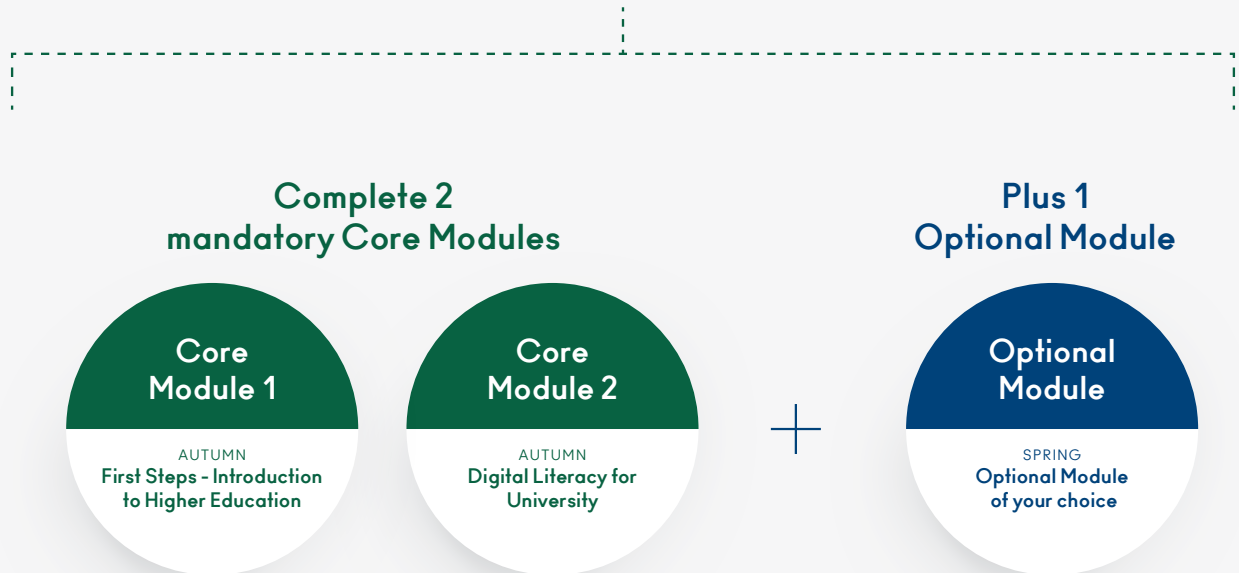 Complete 2
mandatory Core Modules
Plus 1
Optional Module
Core
Module 1
AUTUMN
First Steps - Introduction
to Higher Education
Core
Module 2
AUTUMN
Digital Literacy for
University
+
Optional
Module
SPRING
Optional Module
of your choice